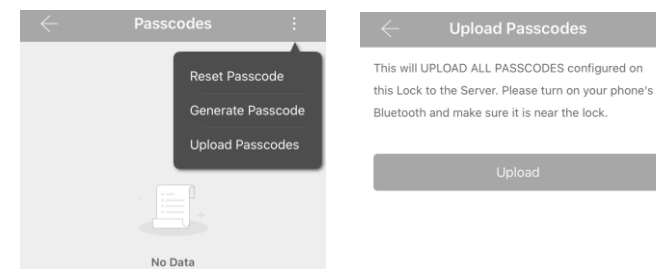 Passcodes
Reset Passcode
Generate Passcode
Upload Passcodes
No Data
Upload Passcodes
This will UPLOAD ALL PASSCODES configured on
this Lock to the Server. Please turn on your phone's
Bluetooth and make sure it is near the lock.
Upload